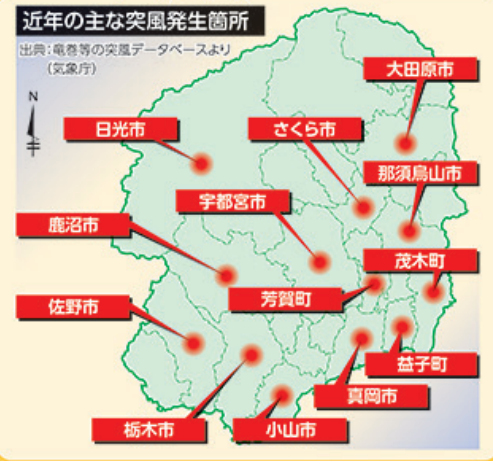 近年の主な突風発生箇所
出典:竜巻等の突風データベースより
(気象庁)
N
大田原市
日光市
さくら市
那須烏山市
宇都宮市
鹿沼市
茂木町
芳賀町
佐野市
益子町
真岡市
栃木市
小山市